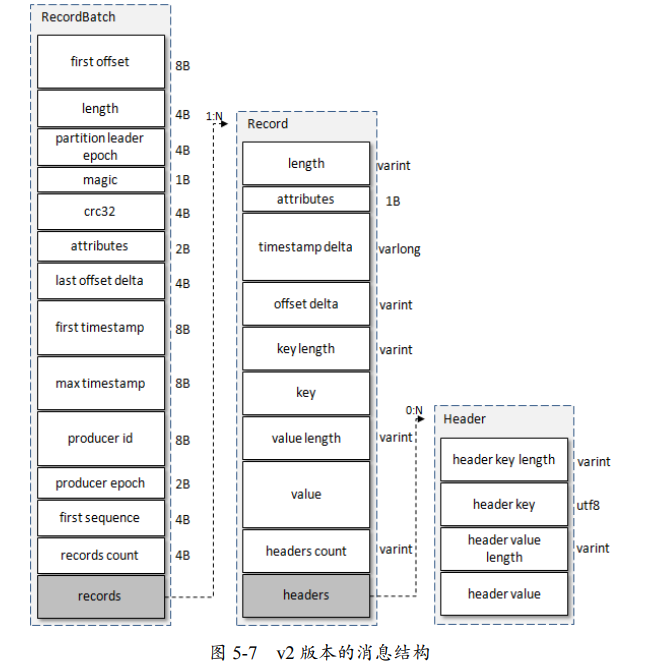 RecordBatch
first offset
8B
length
4B
partition leader
epoch
4B
magic
1B
crc32
4B
attributes
2B
last offset delta
4B
first timestamp
8B
max timestamp
8B
producer id
8B
producer epoch
2B
first sequence
4B
records count
4B
records
1:N
Record
length
varint
attributes
1B
timestamp delta
varlong
offset delta
varint
key length
varint
key
value length
varint
value
headers count
varint
headers
0:N
Header
header key length
varint
header key
utf8
header value
length
varint
header value
图 5-7 v2 版本的消息结构